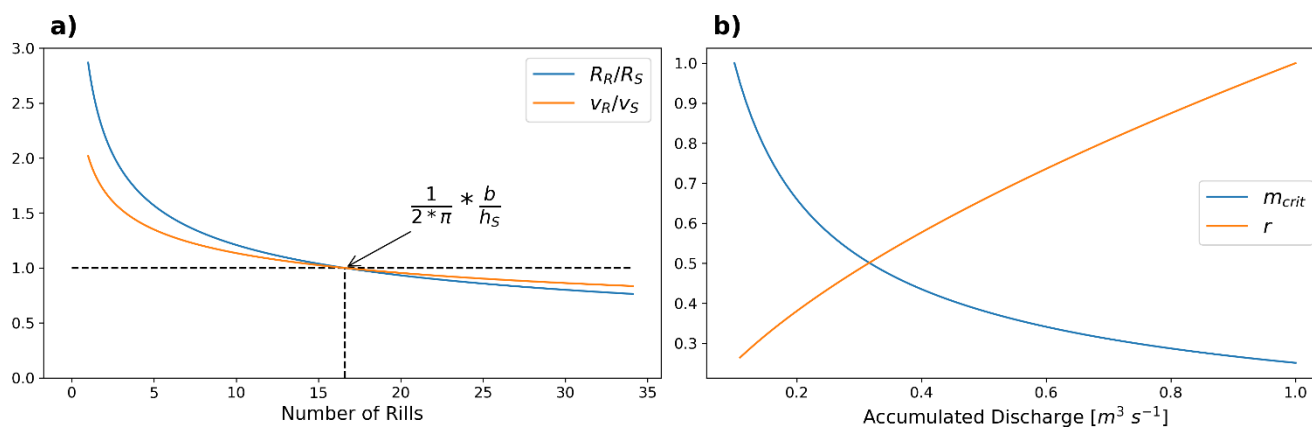 a)
3.0
2.5
2.0
1.5
1.0
0.5
0.0
R_R/R_S
v_R/v_S
1/(2*π) * b/h_S
0 5 10 15 20 25 30 35
Number of Rills
b)
1.0
0.9
0.8
0.7
0.6
0.5
0.4
0.3
m_crit
r
0.2 0.4 0.6 0.8 1.0
Accumulated Discharge [m³ s⁻¹]